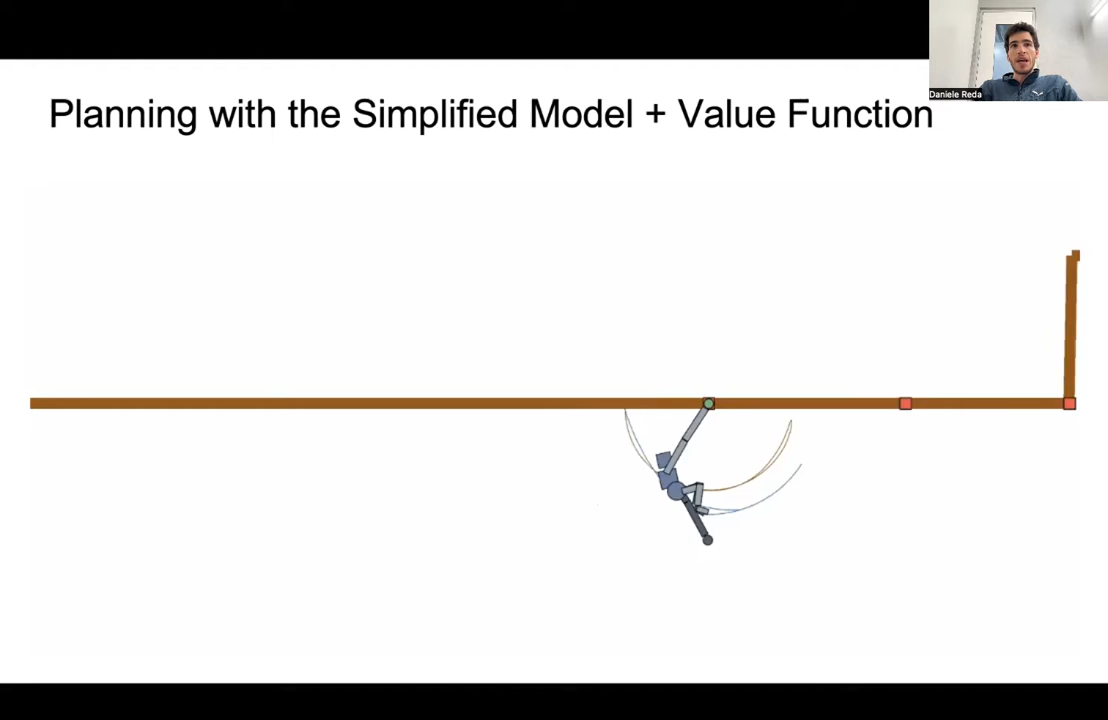 Planning with the Simplified Model + Value Function
Daniele Reda